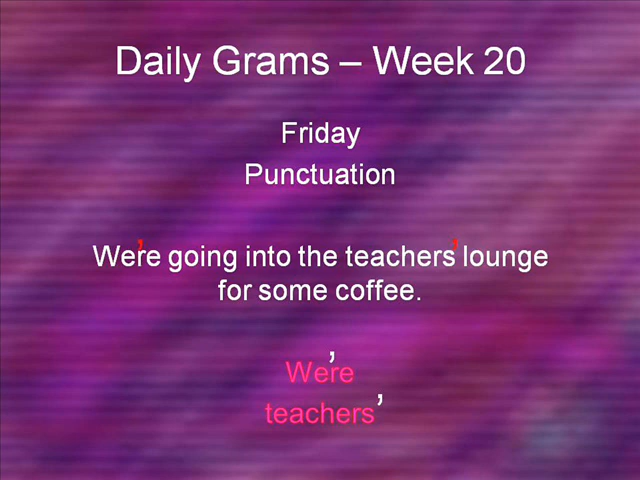 Daily Grams – Week 20
Friday
Punctuation
We’re going into the teachers’ lounge
for some coffee.
We’re
teachers’